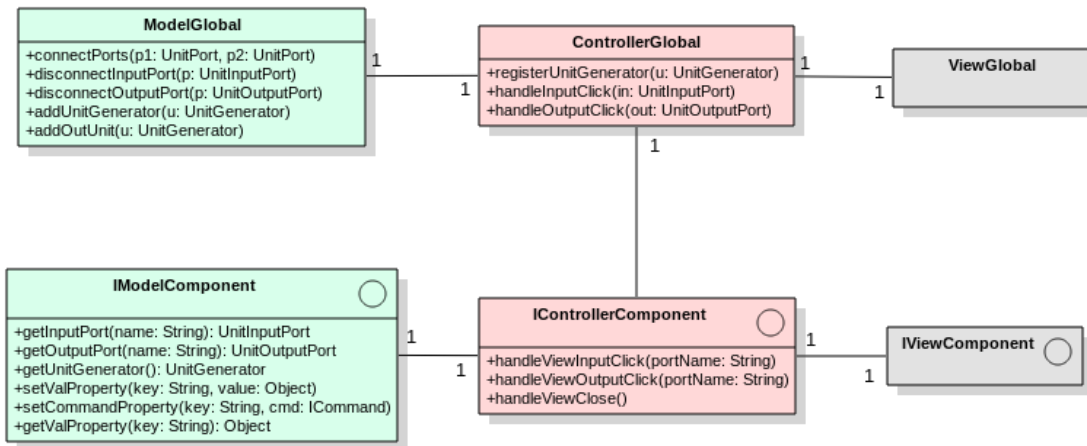 ModelGlobal
+connectPorts(p1: UnitPort, p2: UnitPort)
+disconnectInputPort(p: UnitInputPort)
+disconnectOutputPort(p: UnitOutputPort)
+addUnitGenerator(u: UnitGenerator)
+addOutUnit(u: UnitGenerator)
1
1
ControllerGlobal
+registerUnitGenerator(u: UnitGenerator)
+handleInputClick(in: UnitInputPort)
+handleOutputClick(out: UnitOutputPort)
1
1
ViewGlobal
1
IModelComponent
+getInputPort(name: String): UnitInputPort
+getOutputPort(name: String): UnitOutputPort
+getUnitGenerator(): UnitGenerator
+setValProperty(key: String, value: Object)
+setCommandProperty(key: String, cmd: ICommand)
+getValProperty(key: String): Object
1
1
IControllerComponent
+handleViewInputClick(portName: String)
+handleViewOutputClick(portName: String)
+handleViewClose()
1
1
IViewComponent